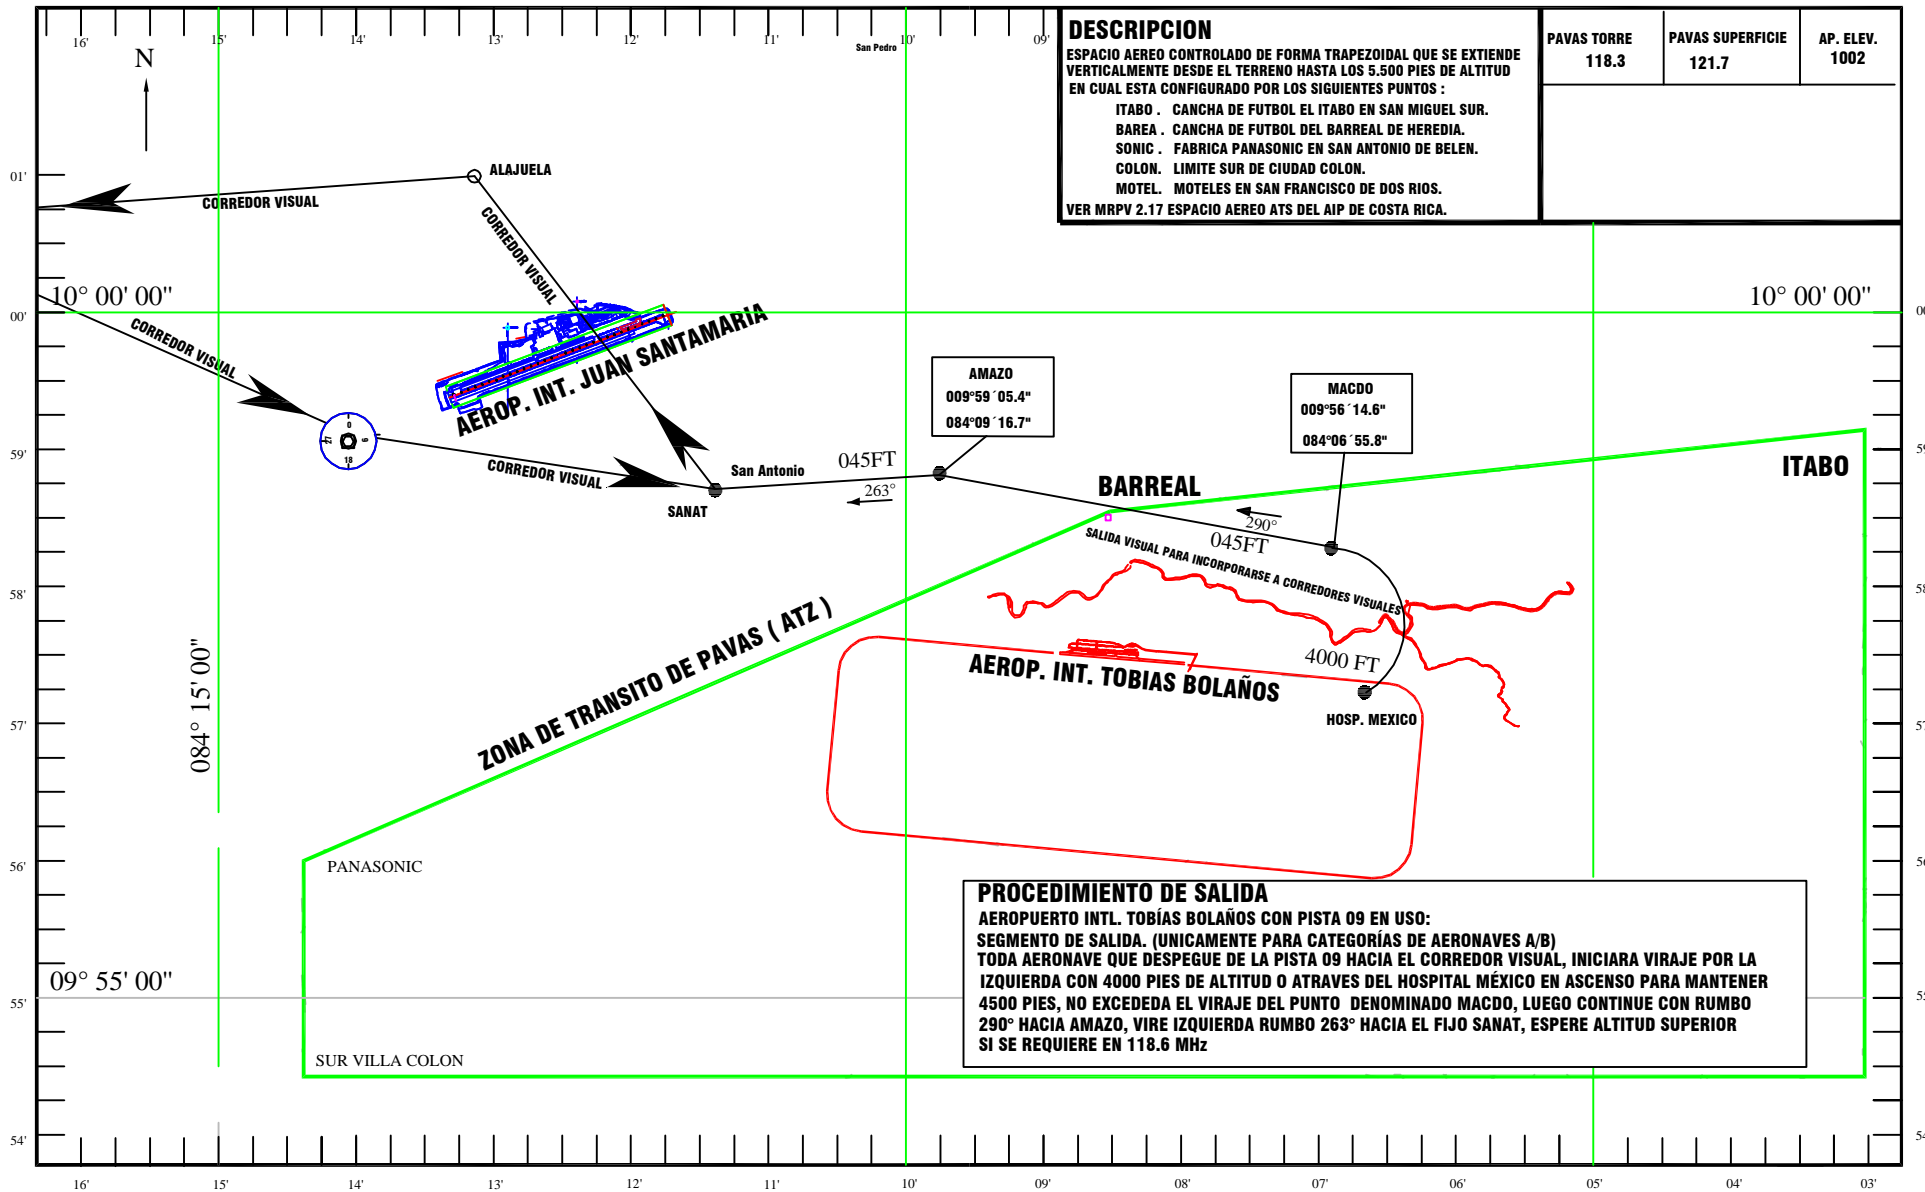 16'
15'
14'
13'
12'
11'
10'
09'
San Pedro
N
DESCRIPCION
ESPACIO AEREO CONTROLADO DE FORMA TRAPEZOIDAL QUE SE EXTIENDE
VERTICALMENTE DESDE EL TERRENO HASTA LOS 5.500 PIES DE ALTITUD
EN CUAL ESTA CONFIGURADO POR LOS SIGUIENTES PUNTOS :
ITABO . CANCHA DE FUTBOL EL ITABO EN SAN MIGUEL SUR.
BAREA . CANCHA DE FUTBOL DEL BARREAL DE HEREDIA.
SONIC . FABRICA PANASONIC EN SAN ANTONIO DE BELEN.
COLON. LIMITE SUR DE CIUDAD COLON.
MOTEL. MOTELES EN SAN FRANCISCO DE DOS RIOS.
VER MRPV 2.17 ESPACIO AEREO ATS DEL AIP DE COSTA RICA.
PAVAS TORRE
118.3
PAVAS SUPERFICIE
121.7
AP. ELEV.
1002
01'
ALAJUELA
CORREDOR VISUAL
CORREDOR VISUAL
10° 00' 00"
10° 00' 00"
00'
00
CORREDOR VISUAL
AEROP. INT. JUAN SANTAMARIA
AMAZO
009°59´05.4"
084°09´16.7"
MACDO
009°56´14.6"
084°06´55.8"
0
27
9
18
59'
59
CORREDOR VISUAL
San Antonio
045FT
263°
SANAT
BARREAL
ITABO
290°
045FT
SALIDA VISUAL PARA INCORPORARSE A CORREDORES VISUALES
58'
58
084° 15' 00"
ZONA DE TRANSITO DE PAVAS ( ATZ )
AEROP. INT. TOBIAS BOLAÑOS
4000 FT
HOSP. MEXICO
57'
57
56'
56
PANASONIC
PROCEDIMIENTO DE SALIDA
AEROPUERTO INTL. TOBÍAS BOLAÑOS CON PISTA 09 EN USO:
SEGMENTO DE SALIDA. (UNICAMENTE PARA CATEGORÍAS DE AERONAVES A/B)
TODA AERONAVE QUE DESPEGUE DE LA PISTA 09 HACIA EL CORREDOR VISUAL, INICIARA VIRAJE POR LA
IZQUIERDA CON 4000 PIES DE ALTITUD O ATRAVES DEL HOSPITAL MÉXICO EN ASCENSO PARA MANTENER
4500 PIES, NO EXCEDEDA EL VIRAJE DEL PUNTO DENOMINADO MACDO, LUEGO CONTINUE CON RUMBO
290° HACIA AMAZO, VIRE IZQUIERDA RUMBO 263° HACIA EL FIJO SANAT, ESPERE ALTITUD SUPERIOR
SI SE REQUIERE EN 118.6 MHz
09° 55' 00"
55'
55
SUR VILLA COLON
54'
54
16'
15'
14'
13'
12'
11'
10'
09'
08'
07'
06'
05'
04'
03'